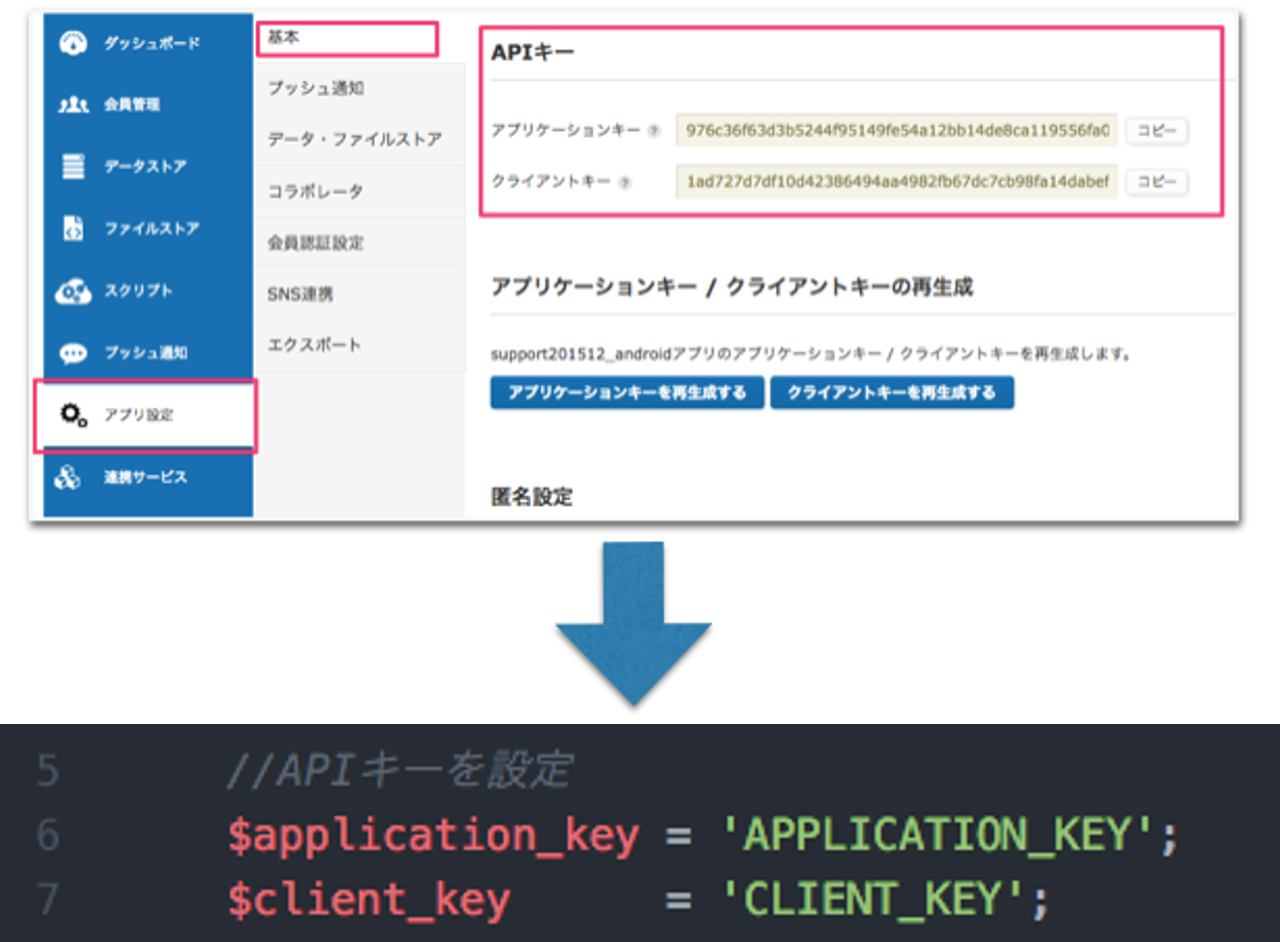 ダッシュボード
会員管理
データストア
ファイルストア
スクリプト
プッシュ通知
アプリ設定
連携サービス
基本
プッシュ通知
データ・ファイルストア
コラボレータ
会員認証設定
SNS連携
エクスポート
APIキー
アプリケーションキー ? 976c36f63d3b5244f95149fe54a12bb14de8ca119556fa0 コピー
クライアントキー ? 1ad727d7df10d42386494aa4982fb67dc7cb98fa14dabef コピー
アプリケーションキー / クライアントキーの再生成
support201512_androidアプリのアプリケーションキー / クライアントキーを再生成します。
アプリケーションキーを再生成する クライアントキーを再生成する
匿名設定
5 //APIキーを設定
6 $application_key = 'APPLICATION_KEY';
7 $client_key = 'CLIENT_KEY';